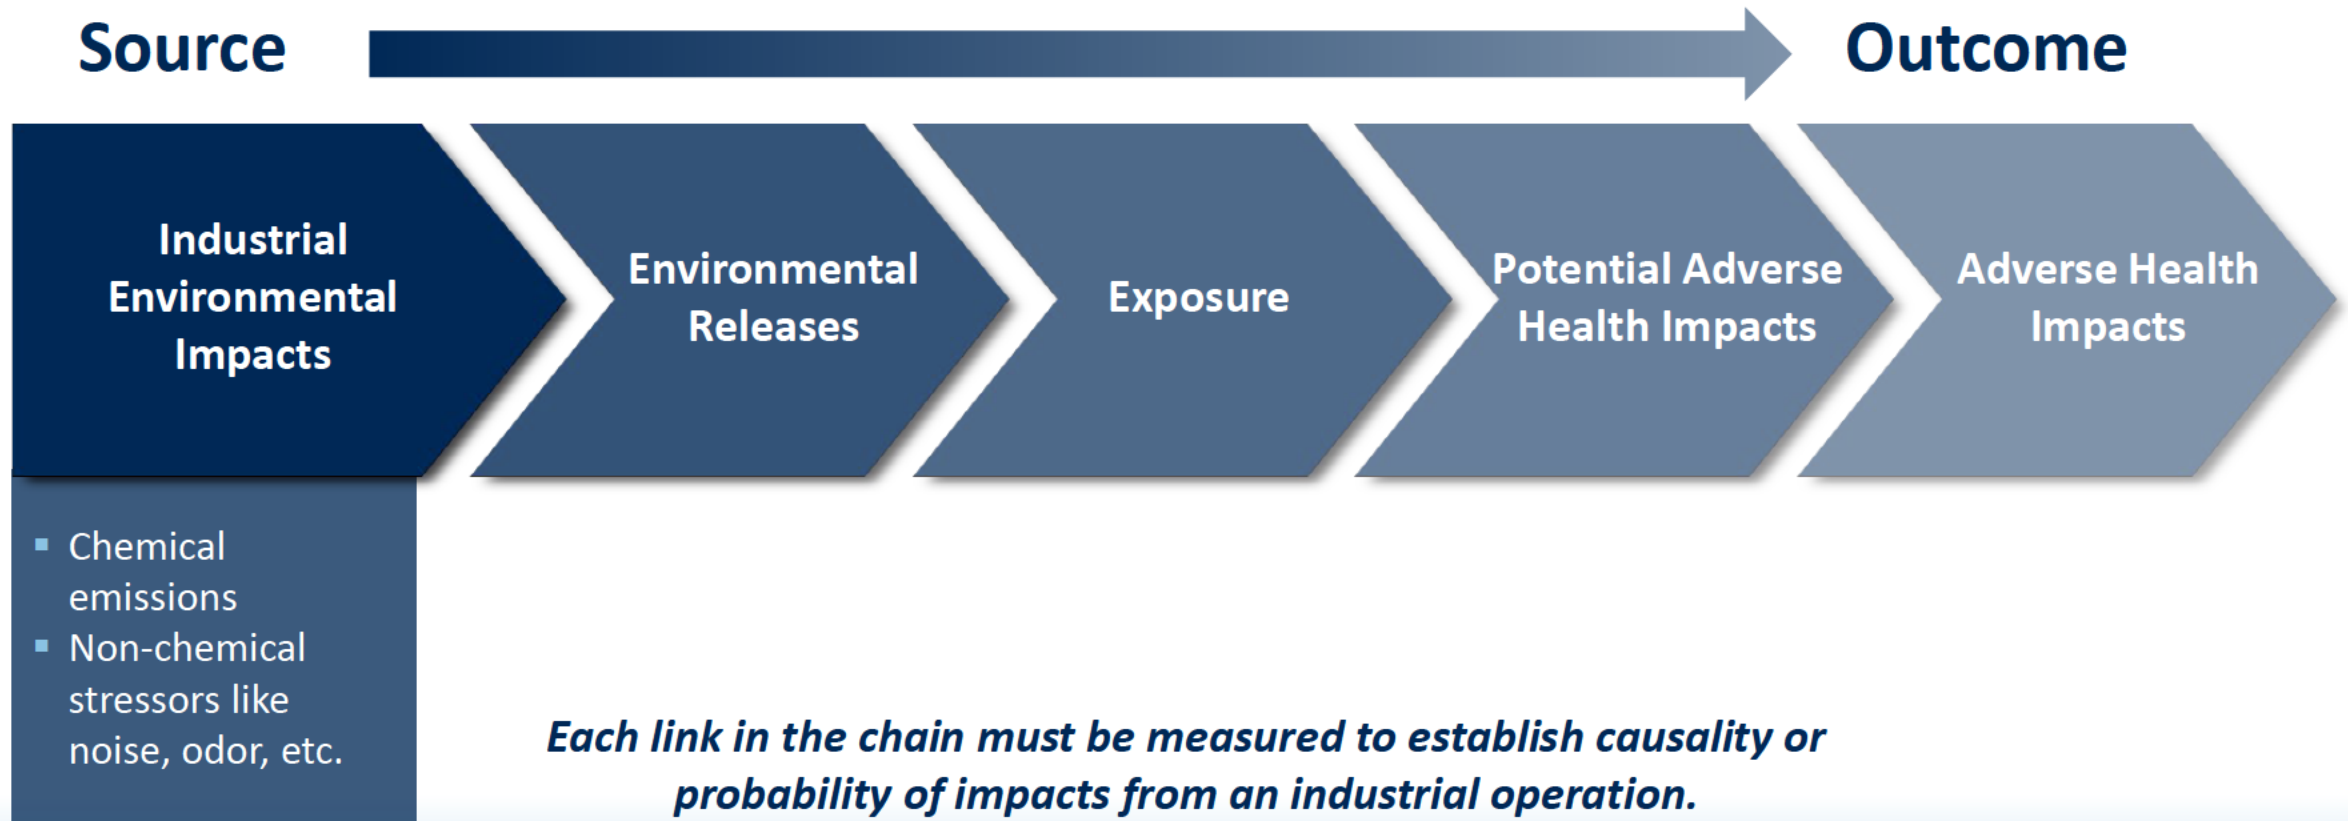 Source
Outcome
Industrial
Environmental
Impacts
Environmental
Releases
Exposure
Potential Adverse
Health Impacts
Adverse Health
Impacts
▪ Chemical
emissions
▪ Non-chemical
stressors like
noise, odor, etc.
Each link in the chain must be measured to establish causality or
probability of impacts from an industrial operation.